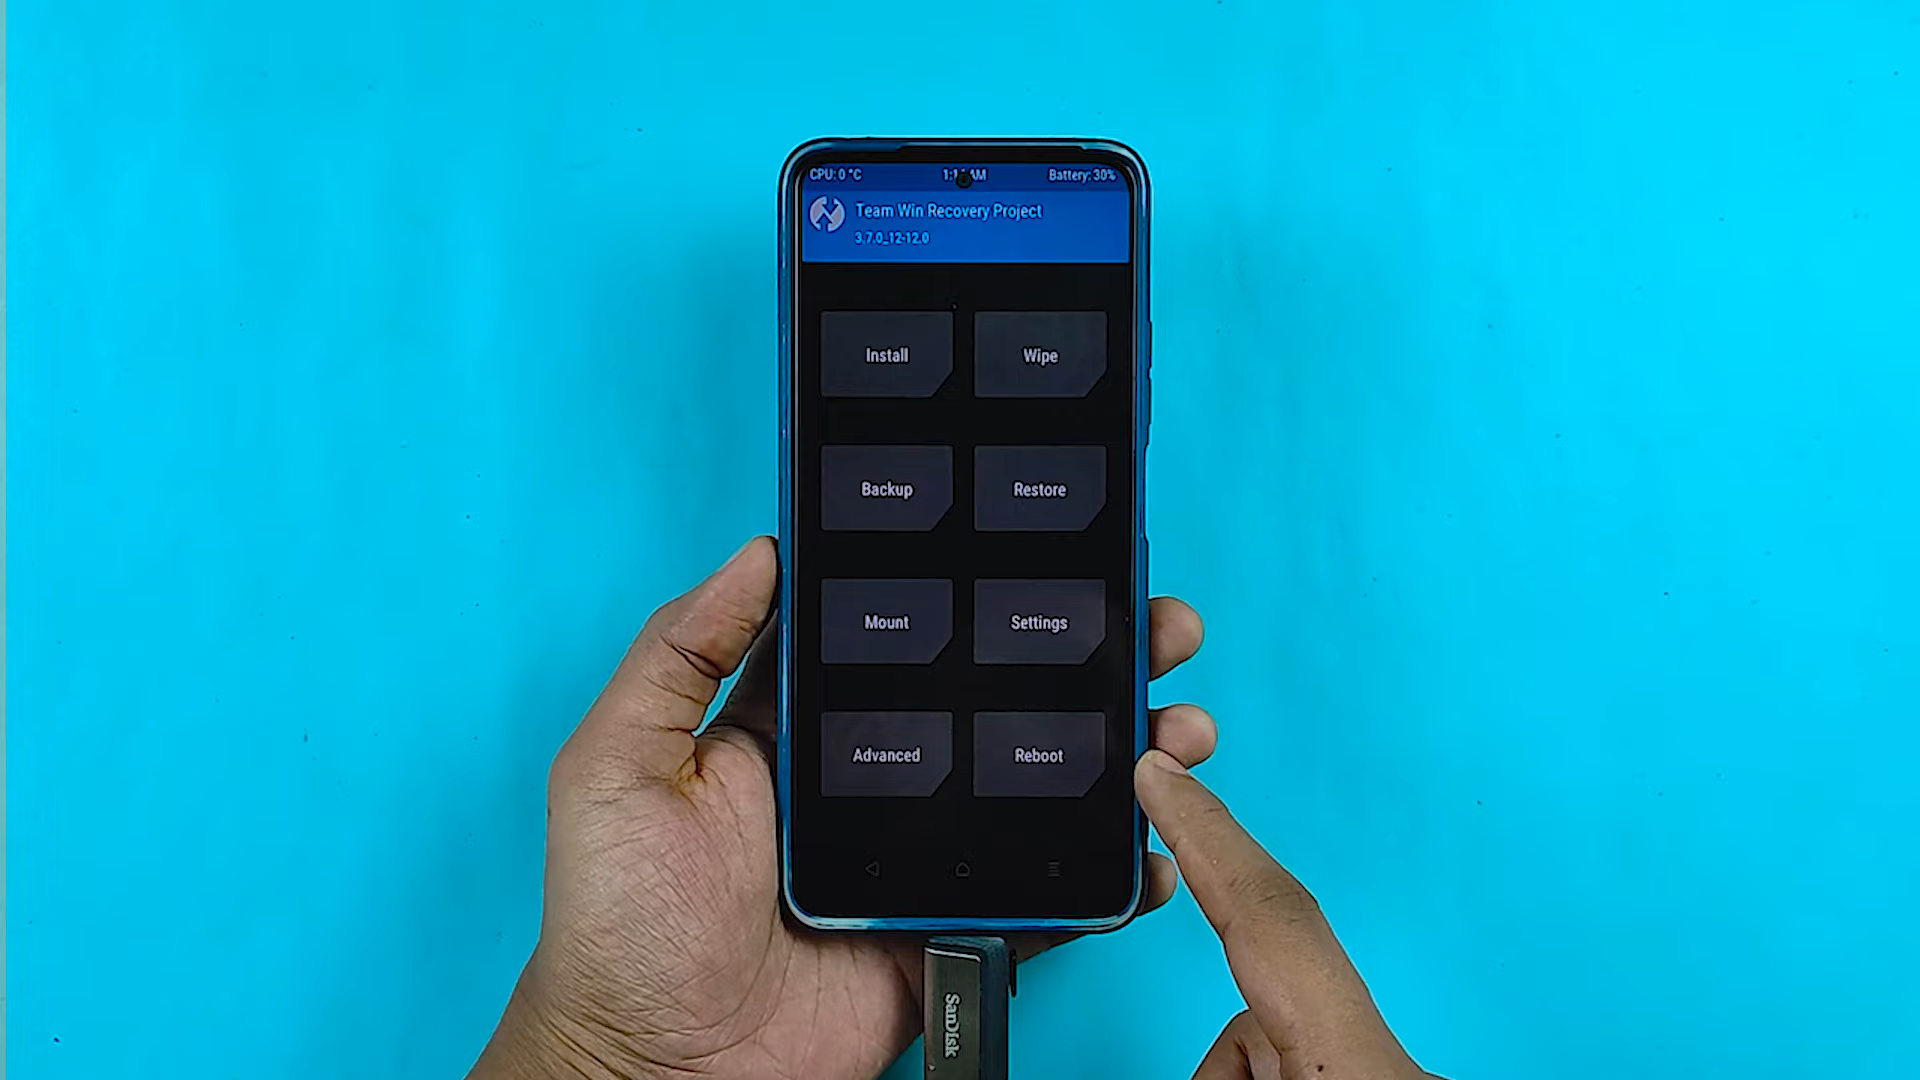 CPU: 0 °C
Battery: 30%
Team Win Recovery Project
3.7.0_12-12.0
Install
Wipe
Backup
Restore
Mount
Settings
Advanced
Reboot
SanDisk